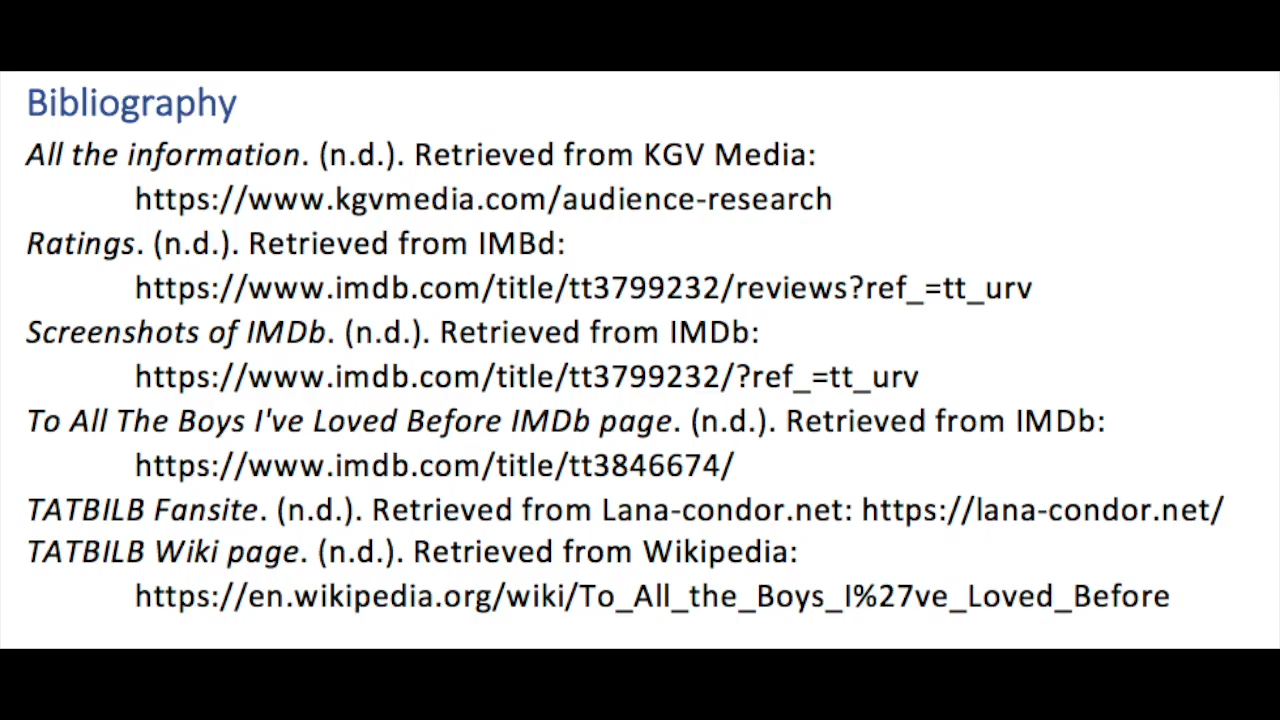 Bibliography
All the information. (n.d.). Retrieved from KGV Media:
https://www.kgvmedia.com/audience-research
Ratings. (n.d.). Retrieved from IMBd:
https://www.imdb.com/title/tt3799232/reviews?ref_=tt_urv
Screenshots of IMDb. (n.d.). Retrieved from IMDb:
https://www.imdb.com/title/tt3799232/?ref_=tt_urv
To All The Boys I've Loved Before IMDb page. (n.d.). Retrieved from IMDb:
https://www.imdb.com/title/tt3846674/
TATBILB Fansite. (n.d.). Retrieved from Lana-condor.net: https://lana-condor.net/
TATBILB Wiki page. (n.d.). Retrieved from Wikipedia:
https://en.wikipedia.org/wiki/To_All_the_Boys_I%27ve_Loved_Before